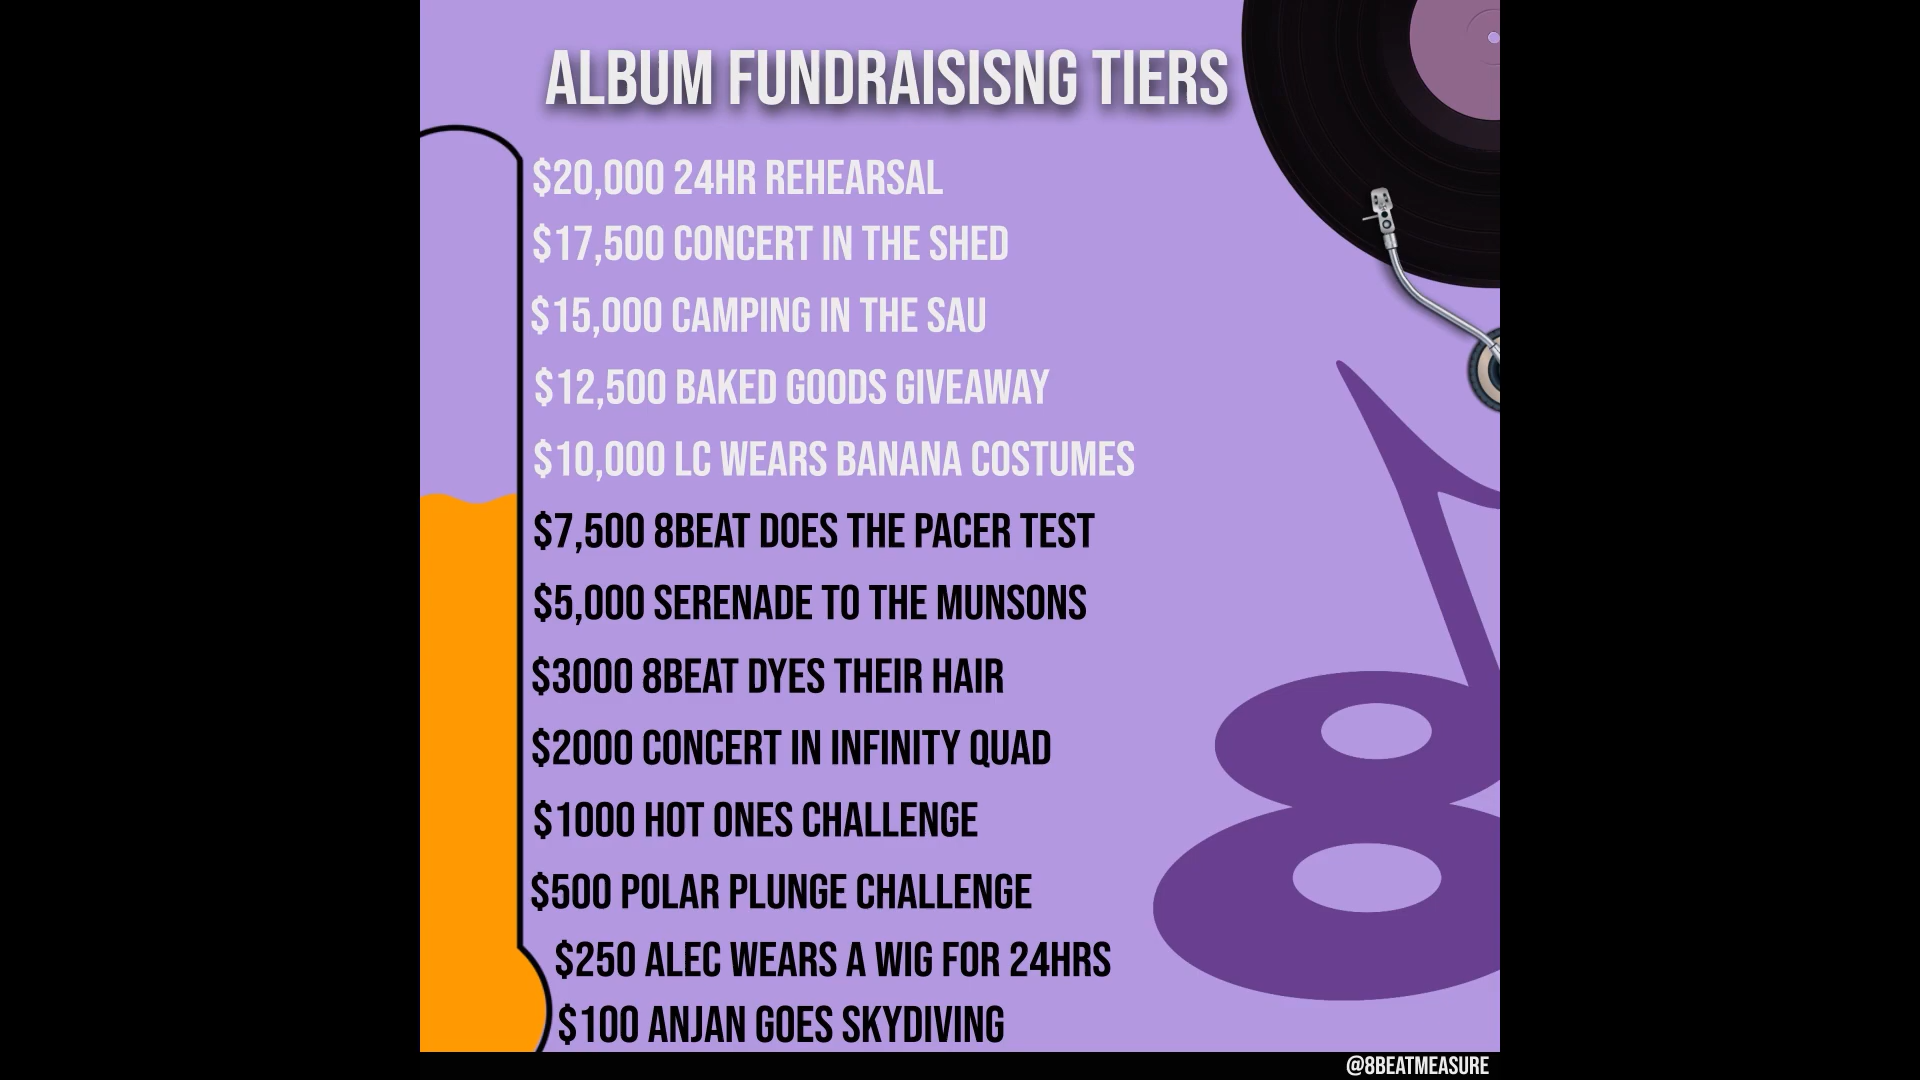 ALBUM FUNDRAISISNG TIERS
$20,000 24HR REHEARSAL
$17,500 CONCERT IN THE SHED
$15,000 CAMPING IN THE SAU
$12,500 BAKED GOODS GIVEAWAY
$10,000 LC WEARS BANANA COSTUMES
$7,500 8BEAT DOES THE PACER TEST
$5,000 SERENADE TO THE MUNSONS
$3000 8BEAT DYES THEIR HAIR
$2000 CONCERT IN INFINITY QUAD
$1000 HOT ONES CHALLENGE
$500 POLAR PLUNGE CHALLENGE
$250 ALEC WEARS A WIG FOR 24HRS
$100 ANJAN GOES SKYDIVING
@8BEATMEASURE